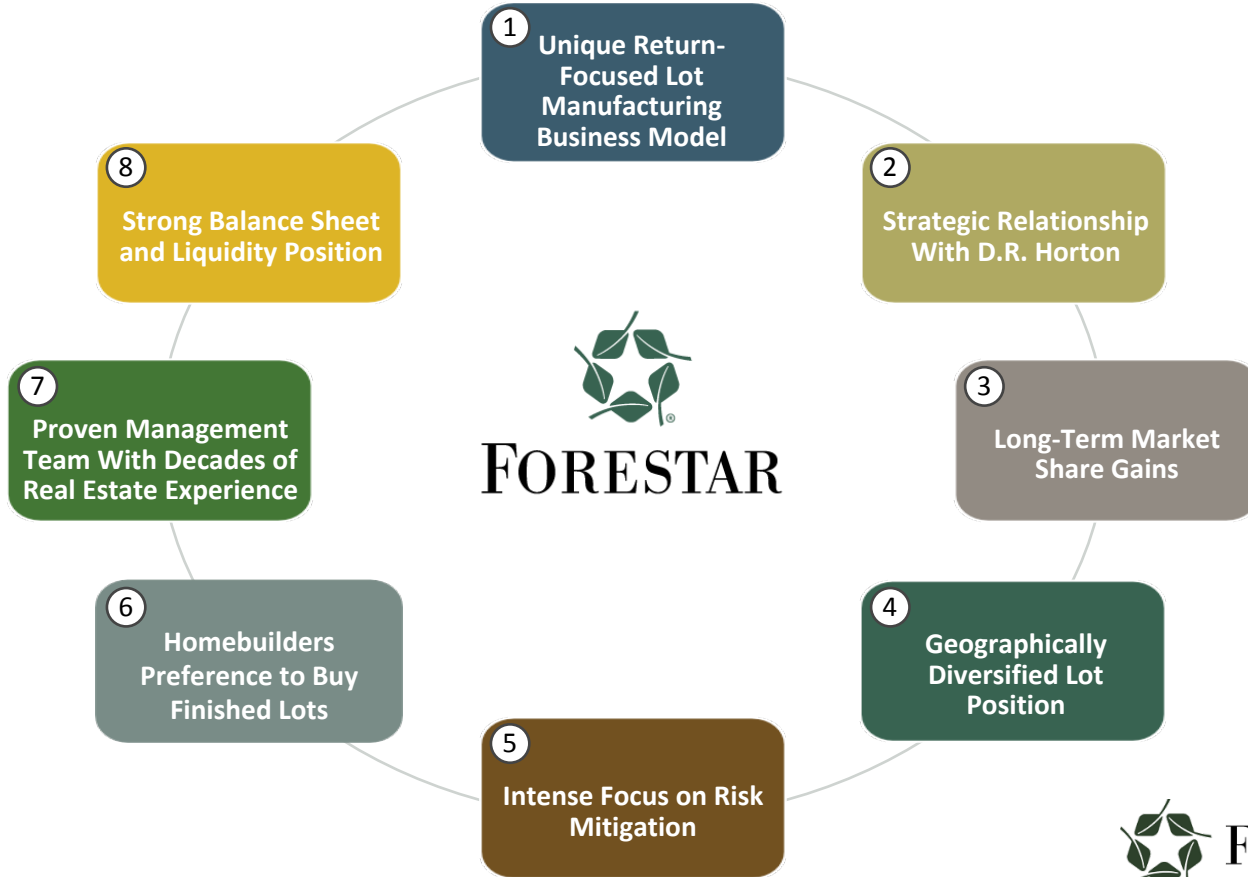 1
Unique Return-
Focused Lot
Manufacturing
Business Model
2
Strategic Relationship
With D.R. Horton
3
Long-Term Market
Share Gains
4
Geographically
Diversified Lot
Position
5
Intense Focus on Risk
Mitigation
6
Homebuilders
Preference to Buy
Finished Lots
7
Proven Management
Team With Decades of
Real Estate Experience
8
Strong Balance Sheet
and Liquidity Position
®
FORESTAR
F